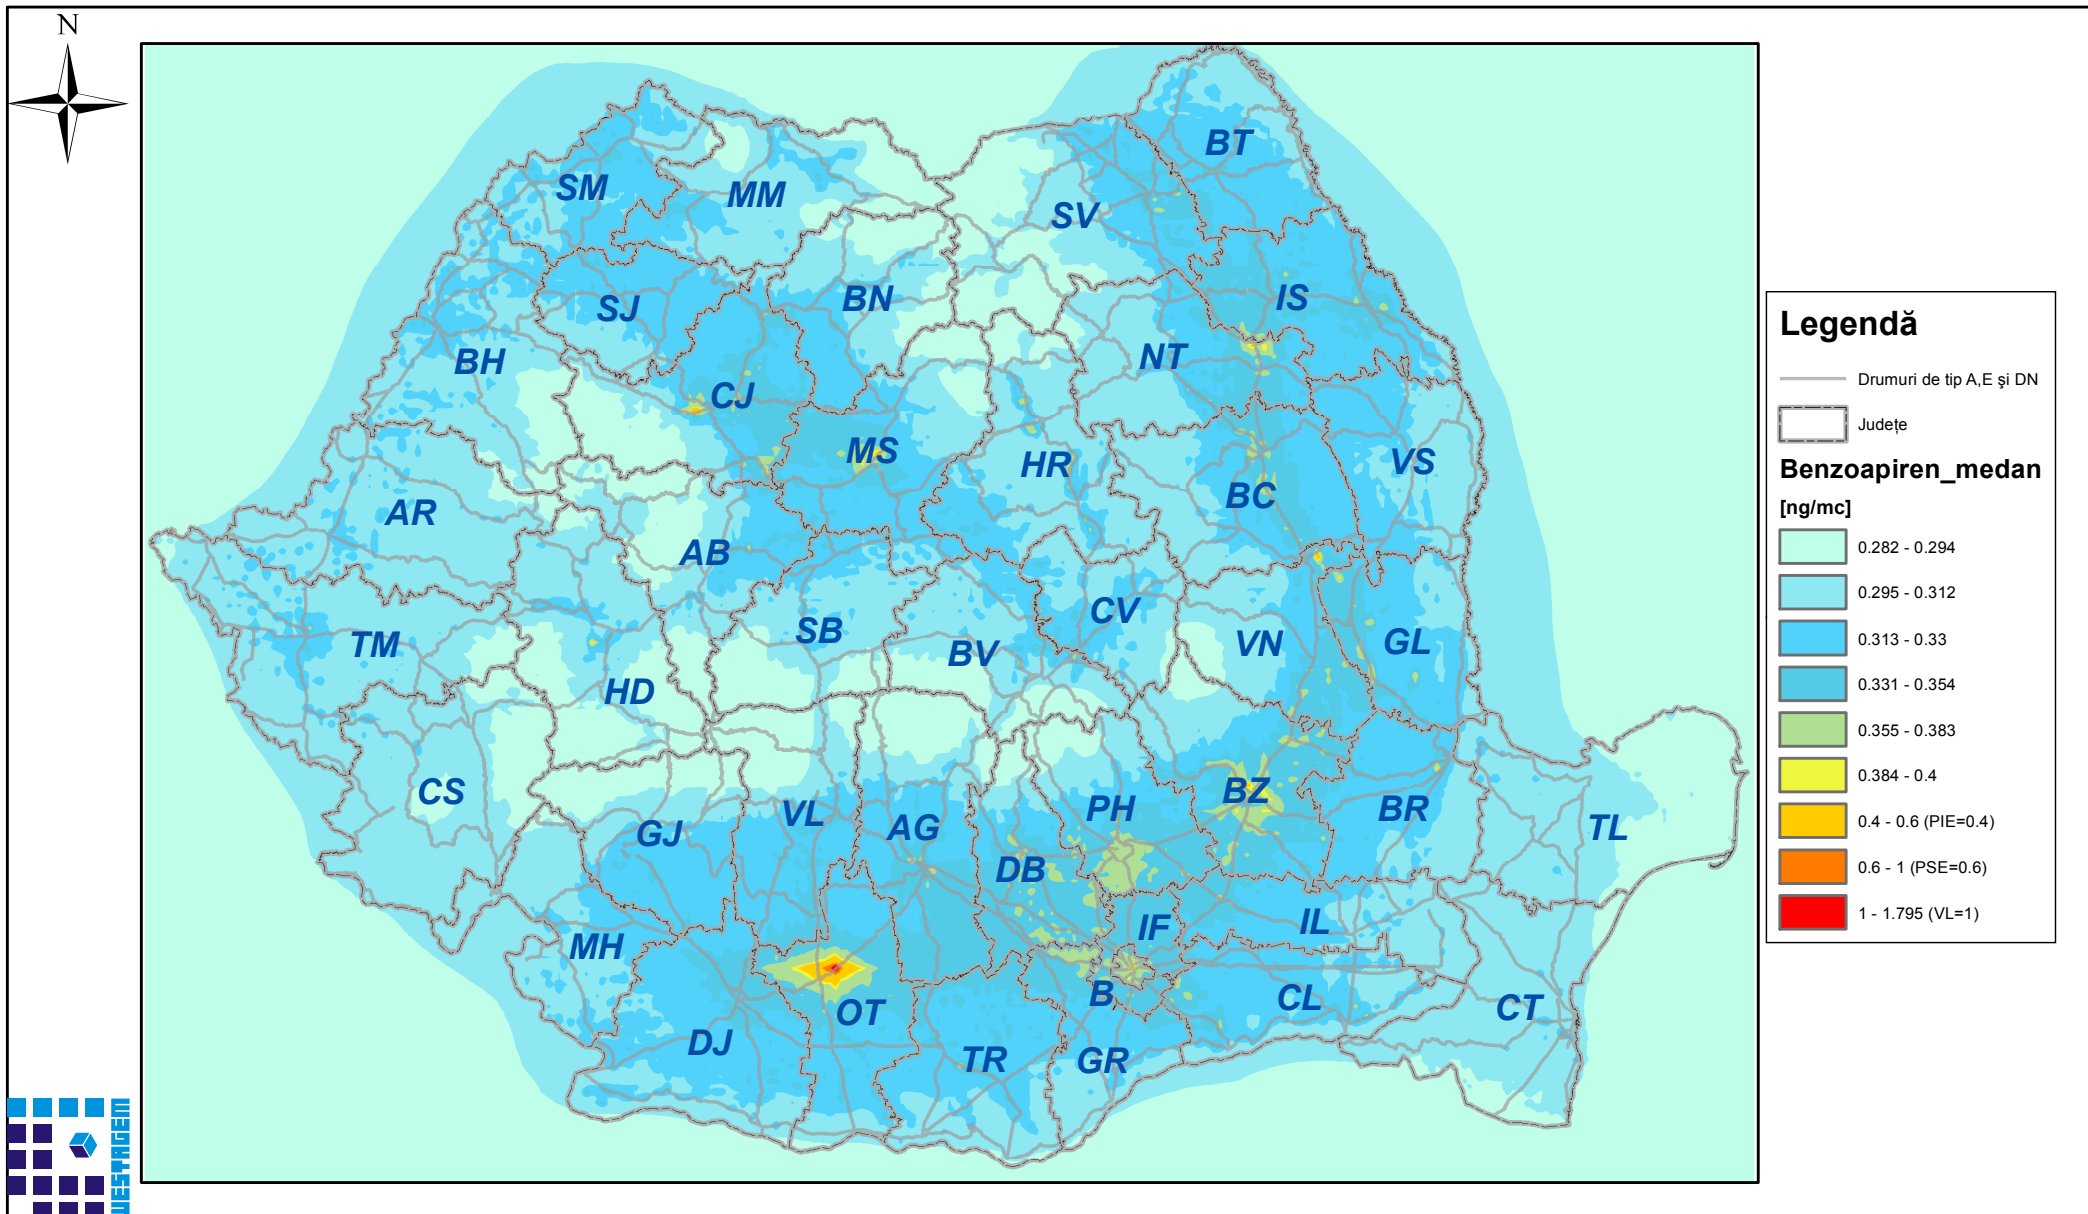 N
BT
SM
MM
SV
BN
IS
SJ
BH
NT
CJ
MS
HR
VS
BC
AR
AB
CV
SB
TM
VN
GL
BV
HD
CS
BZ
PH
BR
VL
AG
GJ
TL
DB
IF
IL
MH
B
CL
OT
CT
DJ
TR
GR
Legendă
Drumuri de tip A,E și DN
Județe
Benzoapiren_medan
[ng/mc]
0.282 - 0.294
0.295 - 0.312
0.313 - 0.33
0.331 - 0.354
0.355 - 0.383
0.384 - 0.4
0.4 - 0.6 (PIE=0.4)
0.6 - 1 (PSE=0.6)
1 - 1.795 (VL=1)
WESTAGEM